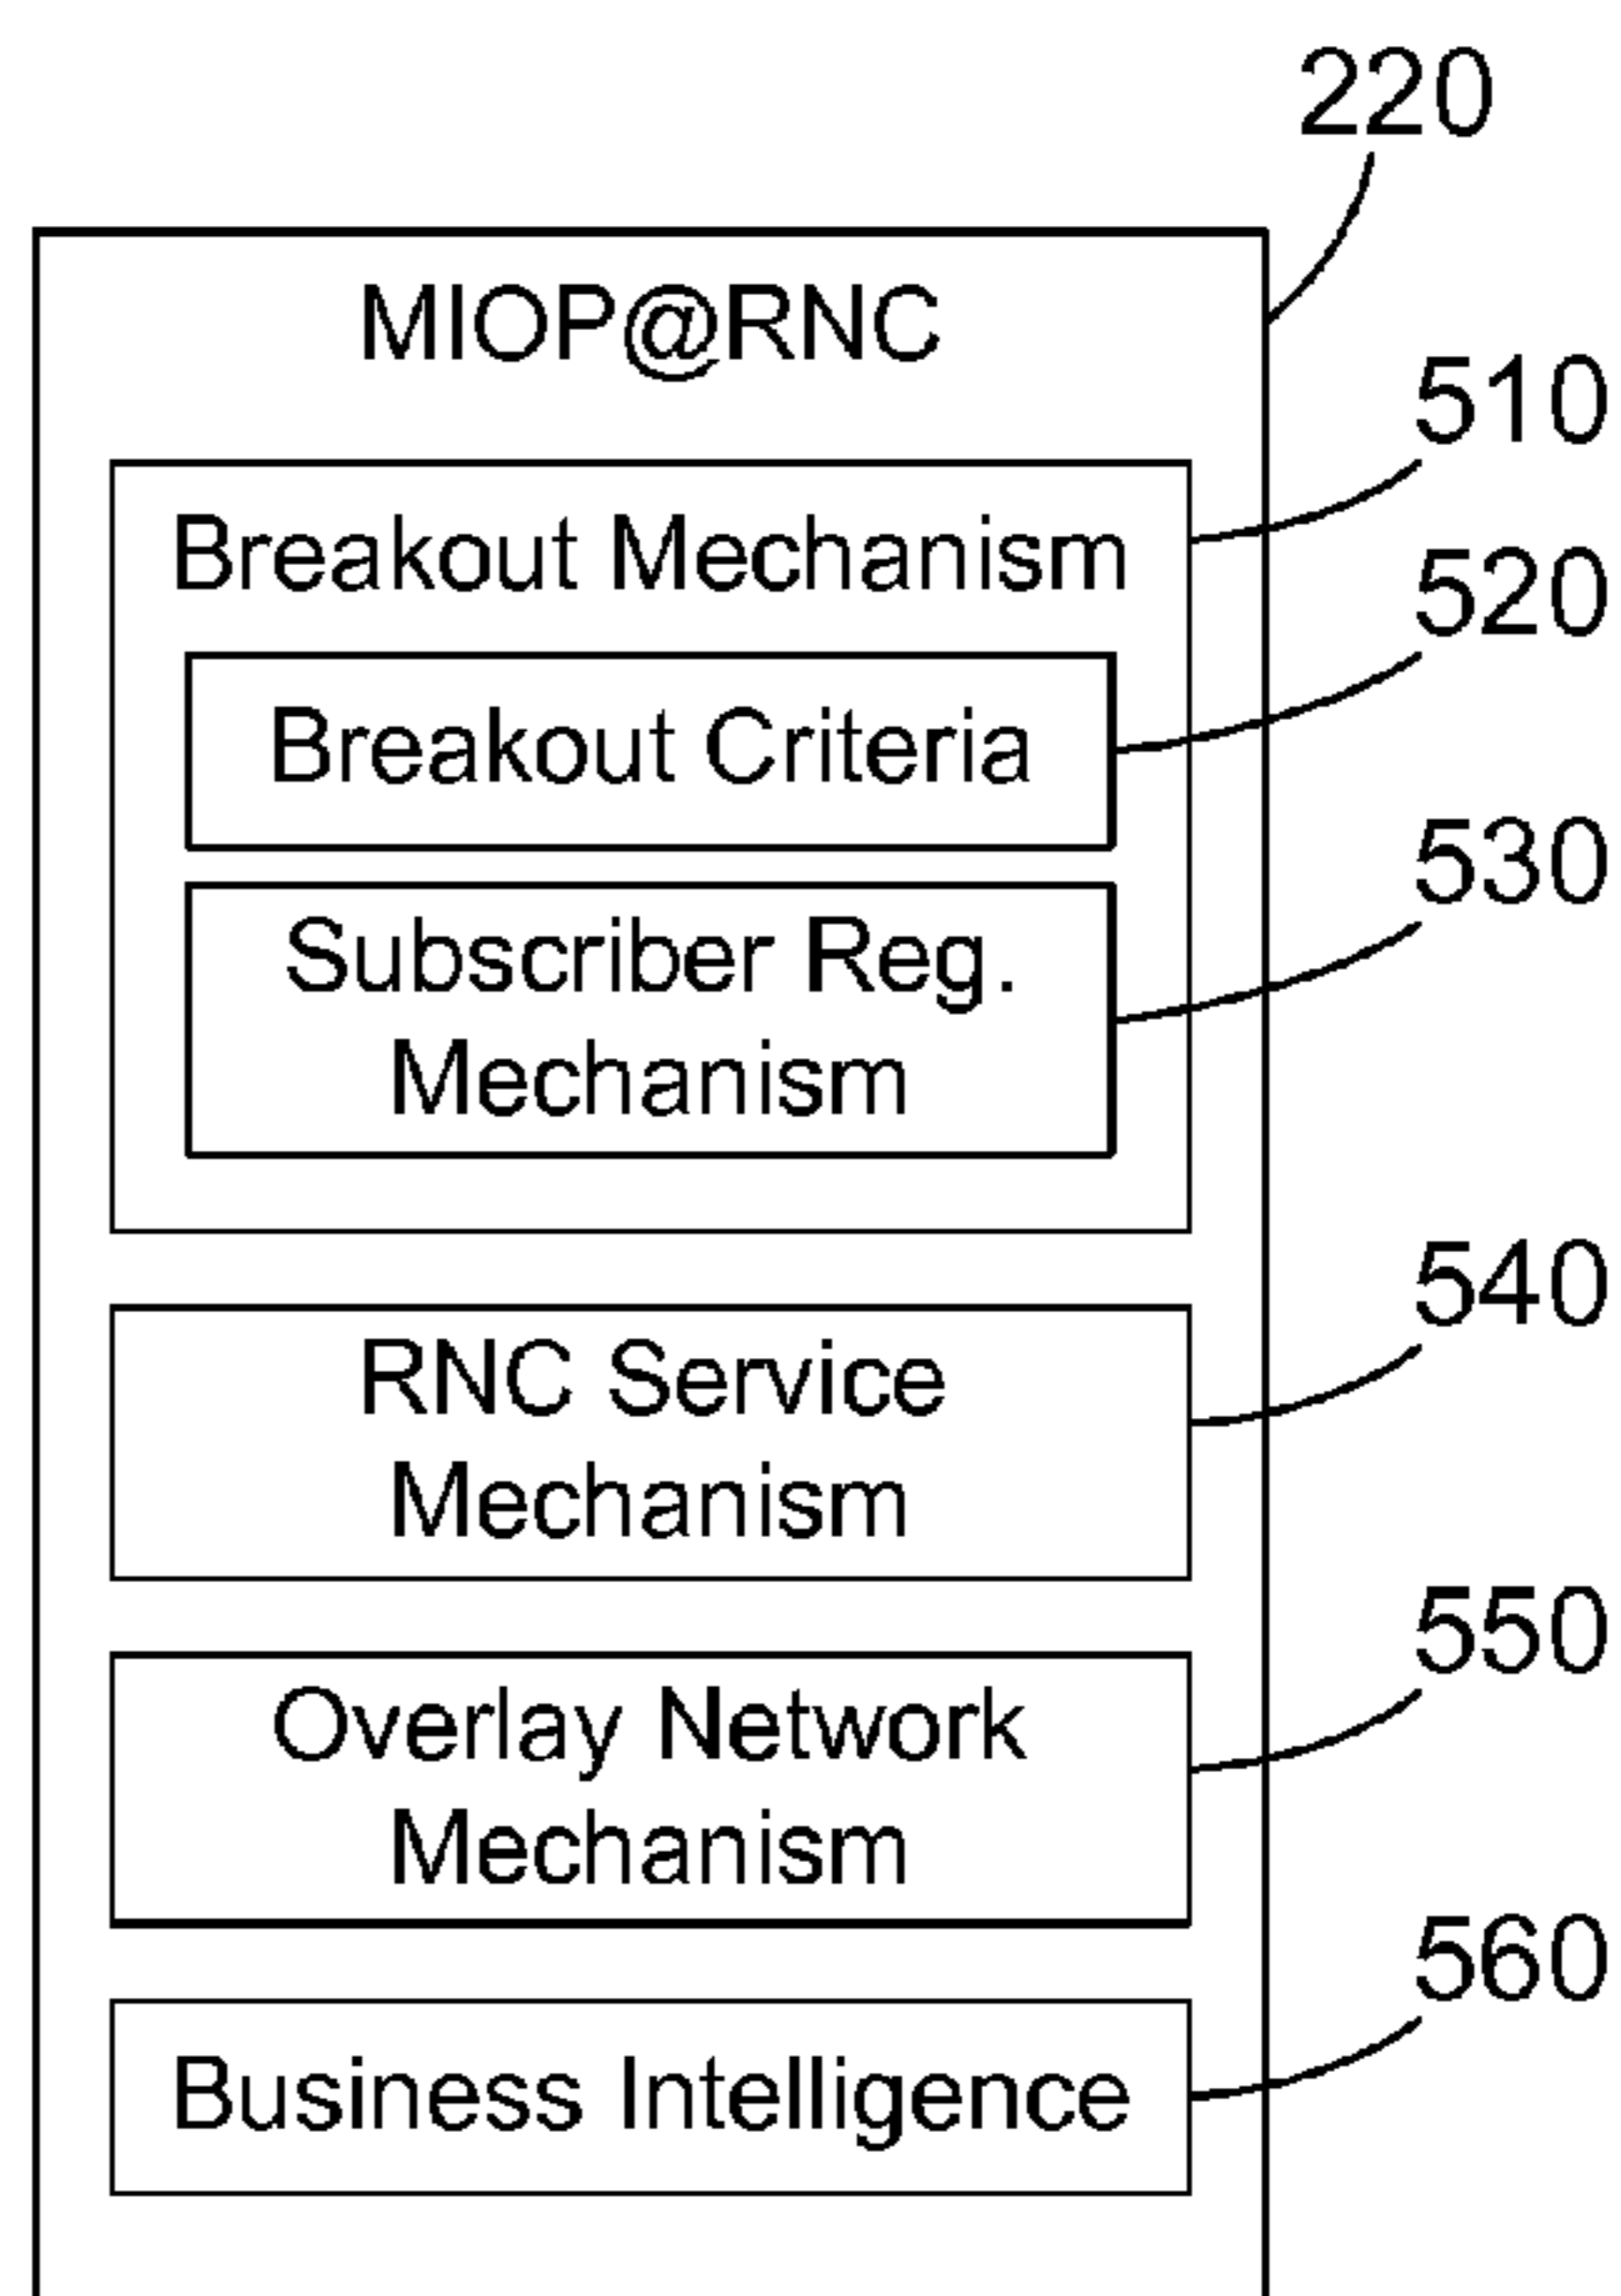 220
MIOP@RNC
510
Breakout Mechanism
520
Breakout Criteria
530
Subscriber Reg.
Mechanism
540
RNC Service
Mechanism
550
Overlay Network
Mechanism
560
Business Intelligence